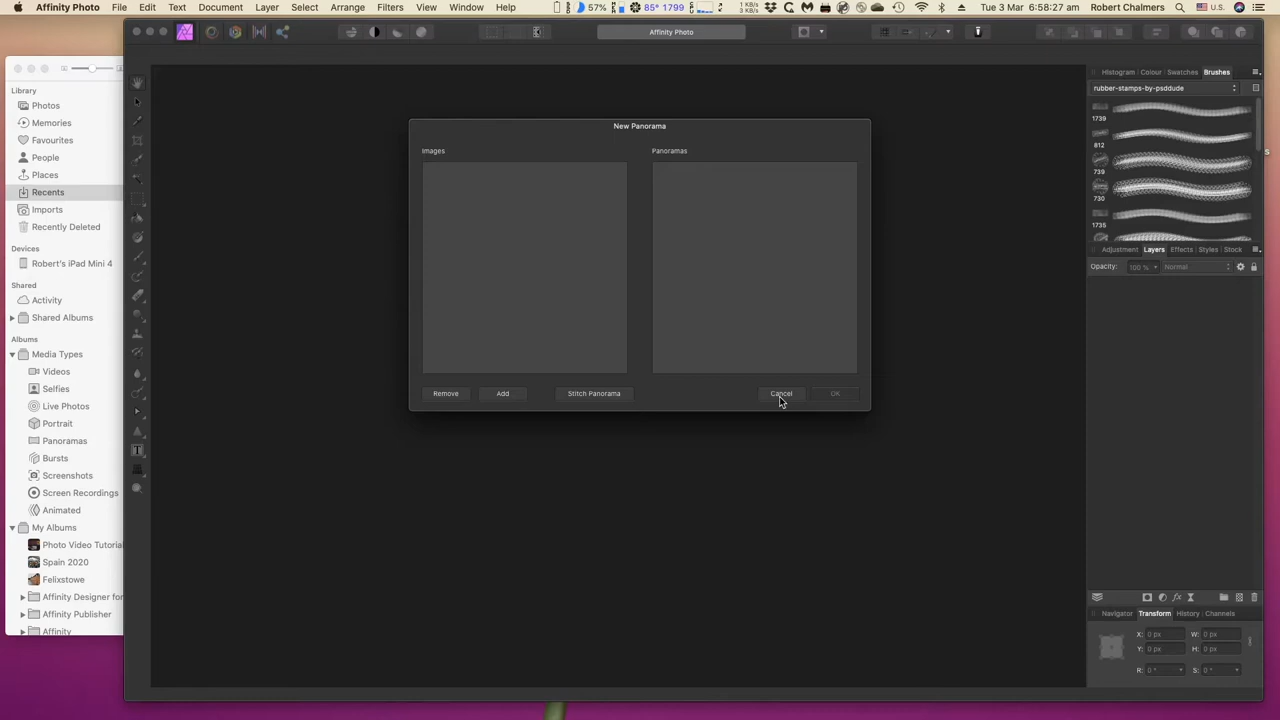 Affinity Photo File Edit Text Document Layer Select Arrange Filters View Window Help 57% 85° 1799 1 KB/s 3 KB/s Tue 3 Mar 6:58:27 am Robert Chalmers U.S.
Affinity Photo
Library
Photos
Memories
Favourites
People
Places
Recents
Imports
Recently Deleted
Devices
Robert's iPad Mini 4
Shared
Activity
Shared Albums
Albums
Media Types
Videos
Selfies
Live Photos
Portrait
Panoramas
Bursts
Screenshots
Screen Recordings
Animated
My Albums
Photo Video Tutorial
Spain 2020
Felixstowe
Affinity Designer for
Affinity Publisher
Affinity
New Panorama
Images Panoramas
Remove Add Stitch Panorama Cancel OK
Histogram Colour Swatches Brushes
rubber-stamps-by-psddude
1739
812
739
730
1735
Adjustment Layers Effects Styles Stock
Opacity: 100 % Normal
Navigator Transform History Channels
X: 0 px W: 0 px
Y: 0 px H: 0 px
R: 0 ° S: 0 °